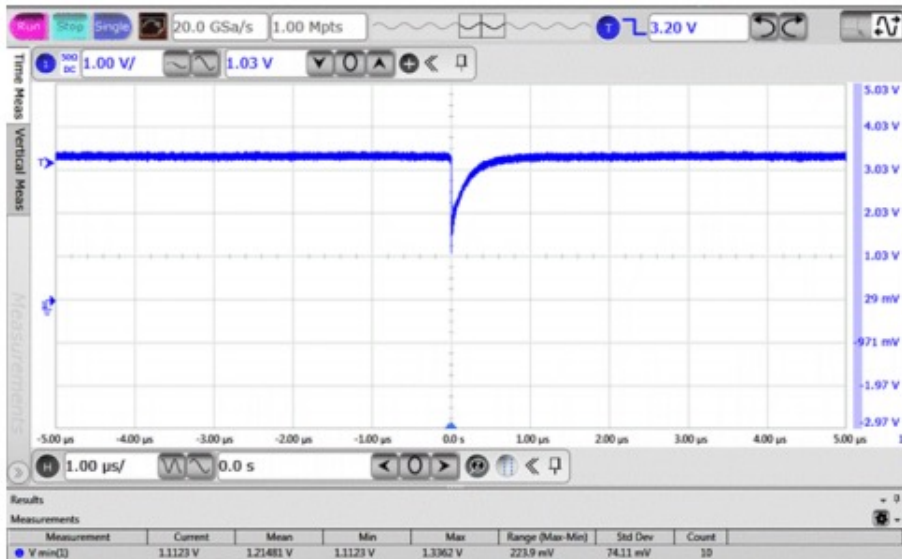 Run Stop Single 20.0 GSa/s 1.00 Mpts T 3.20 V
1 50Ω DC 1.00 V/ 1.03 V
Time Meas
Vertical Meas
Measurements
T
5.03 V
4.03 V
3.03 V
2.03 V
1.03 V
29 mV
-971 mV
-1.97 V
-2.97 V
-5.00 µs -4.00 µs -3.00 µs -2.00 µs -1.00 µs 0.0 s 1.00 µs 2.00 µs 3.00 µs 4.00 µs 5.00 µs
H 1.00 µs/ 0.0 s
Results
Measurements
Measurement Current Mean Min Max Range (Max-Min) Std Dev Count
V min(1) 1.1123 V 1.21481 V 1.1123 V 1.3362 V 223.9 mV 74.11 mV 10